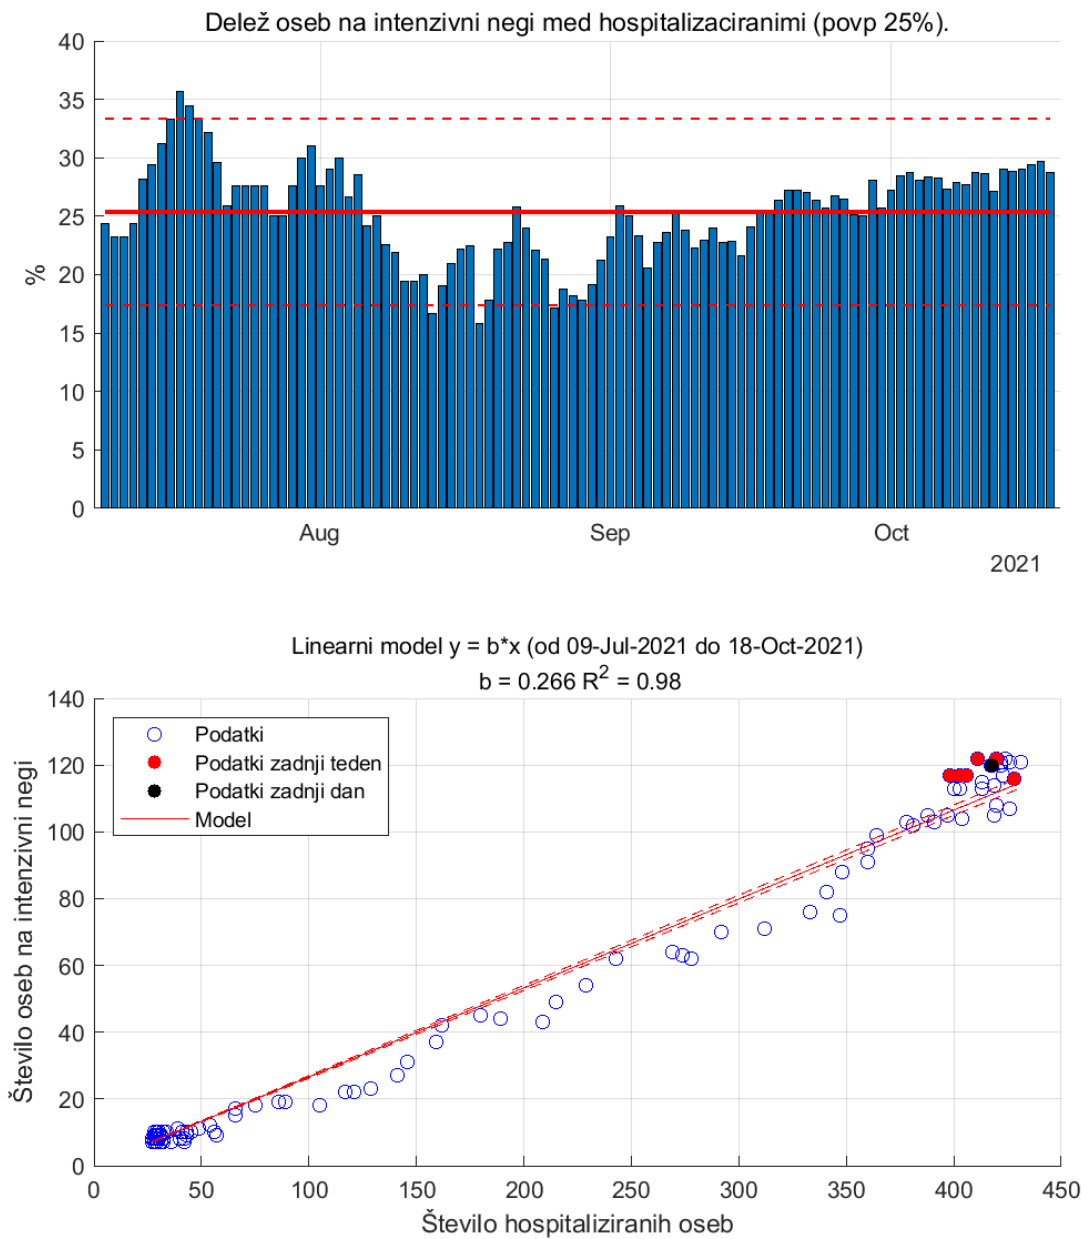 Delež oseb na intenzivni negi med hospitalizaciranimi (povp 25%).
40
35
30
25
20
15
10
5
0
%
Aug
Sep
Oct
2021
Linearni model y = b*x (od 09-Jul-2021 do 18-Oct-2021)
b = 0.266 R² = 0.98
140
120
100
80
60
40
20
0
Število oseb na intenzivni negi
Podatki
Podatki zadnji teden
Podatki zadnji dan
Model
0
50
100
150
200
250
300
350
400
450
Število hospitaliziranih oseb